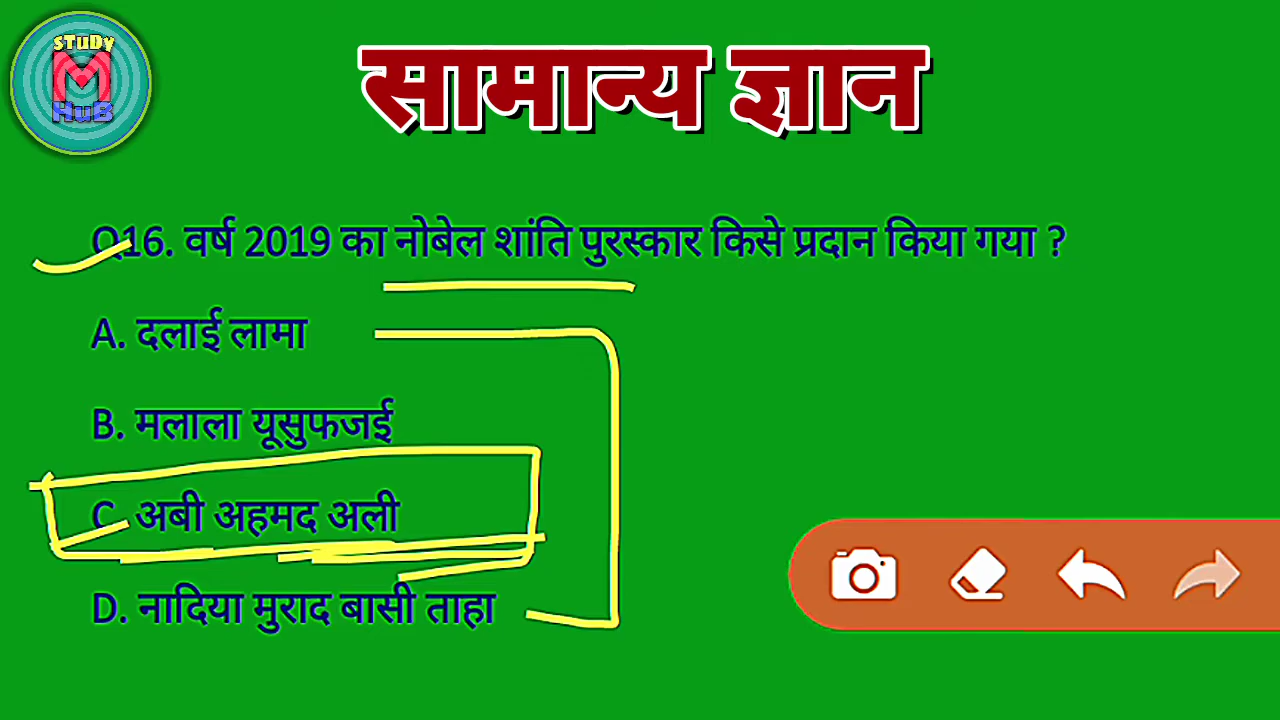 STUDY
M
HUB
सामान्य ज्ञान
Q16. वर्ष 2019 का नोबेल शांति पुरस्कार किसे प्रदान किया गया ?
A. दलाई लामा
B. मलाला यूसुफजई
C. अबी अहमद अली
D. नादिया मुराद बासी ताहा